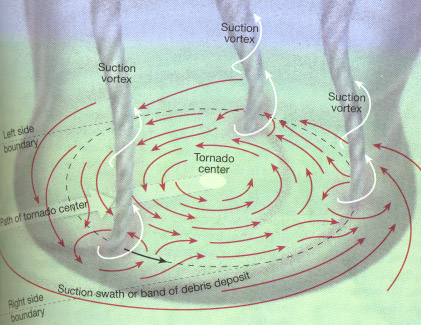 Suction
vortex
Suction
vortex
Suction
vortex
Left side
boundary
Tornado
center
Path of tornado center
Suction swath or band of debris deposit
Right side
boundary